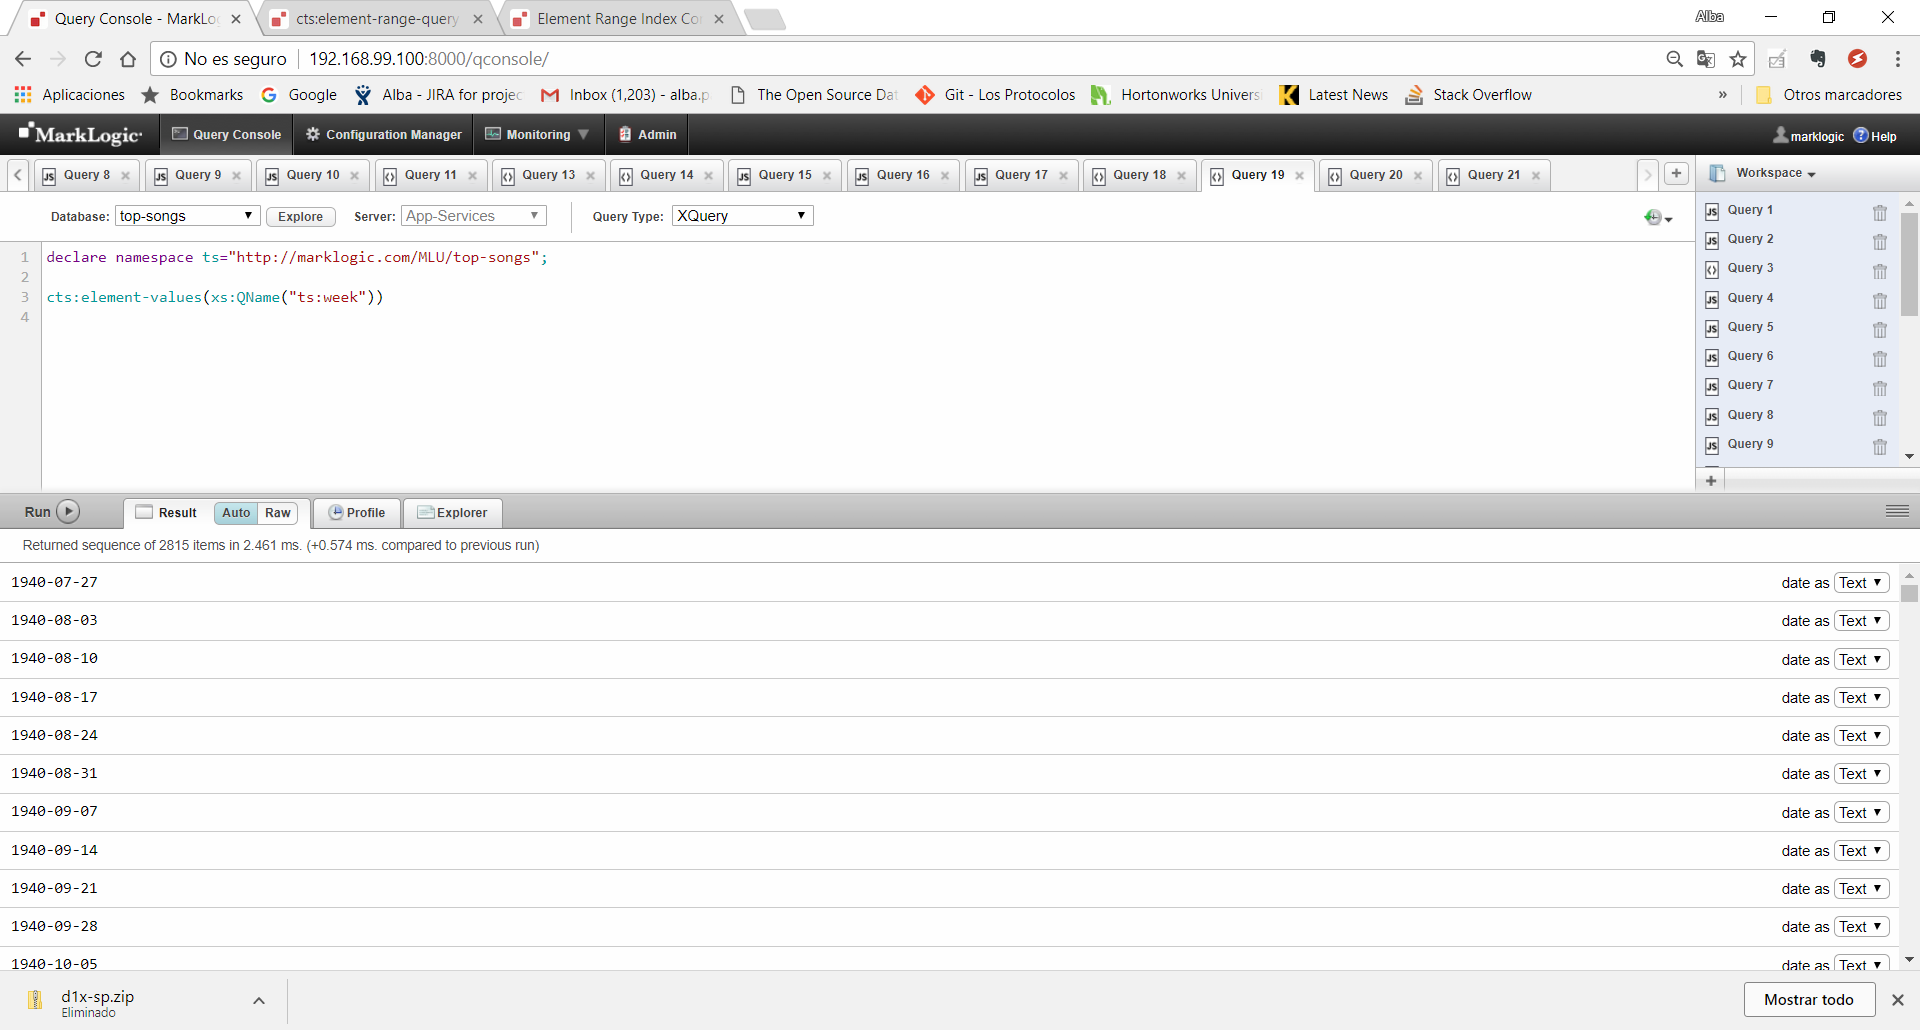 Query Console - MarkLo
cts:element-range-query
Element Range Index Co
Alba
No es seguro
192.168.99.100:8000/qconsole/
Aplicaciones
Bookmarks
Google
Alba - JIRA for projec
Inbox (1,203) - alba.p
The Open Source Dat
Git - Los Protocolos
Hortonworks Univers
Latest News
Stack Overflow
»
Otros marcadores
MarkLogic
Query Console
Configuration Manager
Monitoring
Admin
marklogic
Help
Query 8
Query 9
Query 10
Query 11
Query 13
Query 14
Query 15
Query 16
Query 17
Query 18
Query 19
Query 20
Query 21
Workspace
Database:
top-songs
Explore
Server:
App-Services
Query Type:
XQuery
1 declare namespace ts="http://marklogic.com/MLU/top-songs";
2
3 cts:element-values(xs:QName("ts:week"))
4
Query 1
Query 2
Query 3
Query 4
Query 5
Query 6
Query 7
Query 8
Query 9
Run
Result
Auto
Raw
Profile
Explorer
Returned sequence of 2815 items in 2.461 ms. (+0.574 ms. compared to previous run)
1940-07-27 date as Text
1940-08-03 date as Text
1940-08-10 date as Text
1940-08-17 date as Text
1940-08-24 date as Text
1940-08-31 date as Text
1940-09-07 date as Text
1940-09-14 date as Text
1940-09-21 date as Text
1940-09-28 date as Text
1940-10-05 date as Text
d1x-sp.zip
Eliminado
Mostrar todo